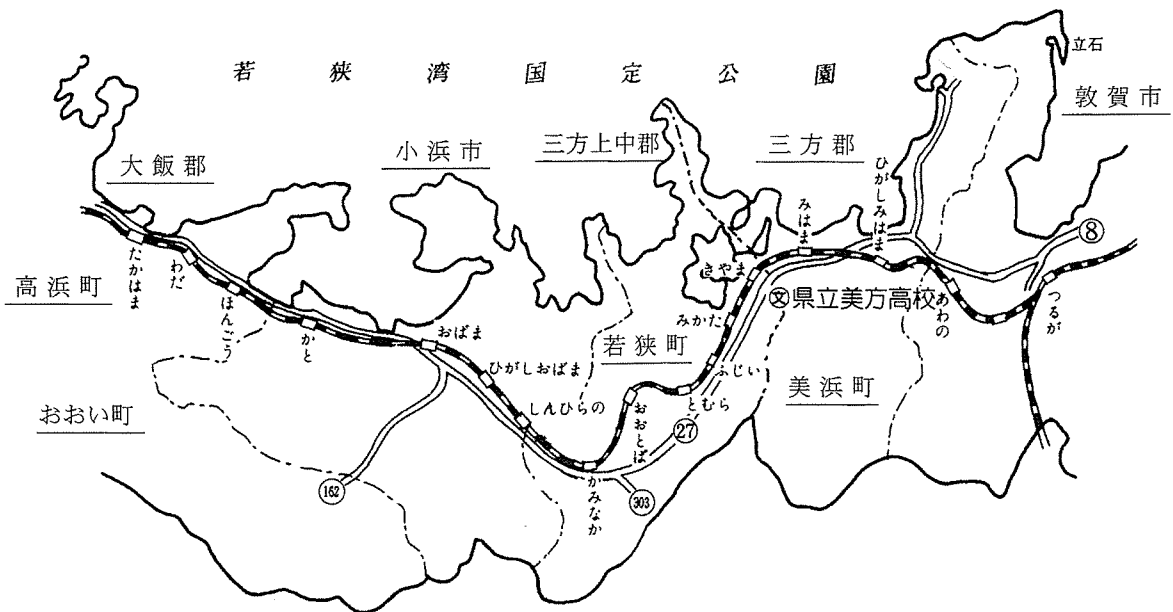 若狭湾国定公園
立石
敦賀市
三方郡
三方上中郡
小浜市
大飯郡
ひがしみはま
みはま
きやま
⑧
高浜町
たかはま
わだ
ほんごう
かと
おばま
ひがしおばま
しんひらの
みかた
文県立美方高校
あわの
つるが
若狭町
ふじい
とむら
美浜町
おおい町
おおとば
27
かみなか
162
303